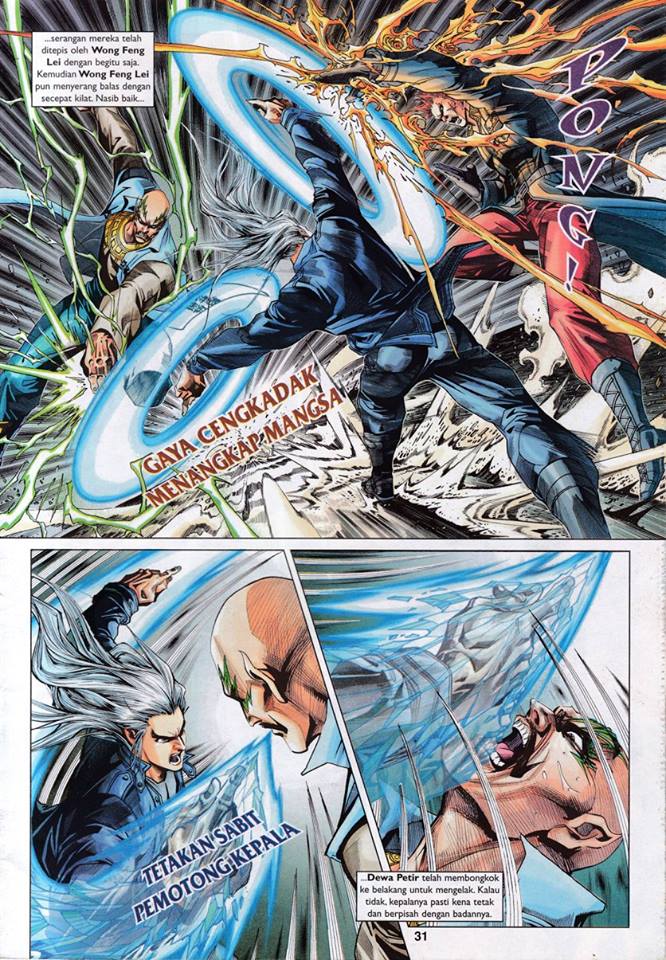 ...serangan mereka telah
ditepis oleh Wong Feng
Lei dengan begitu saja.
Kemudian Wong Feng Lei
pun menyerang balas dengan
secepat kilat. Nasib baik...
PONG!
GAYA CENGKADAK
MENYANGKAP MANGSA
TETAKAN SABIT
PEMOTONG KEPALA
...Dewa Petir telah membongkok
ke belakang untuk mengelak. Kalau
tidak, kepalanya pasti kena tetak
dan berpisah dengan badannya.
31